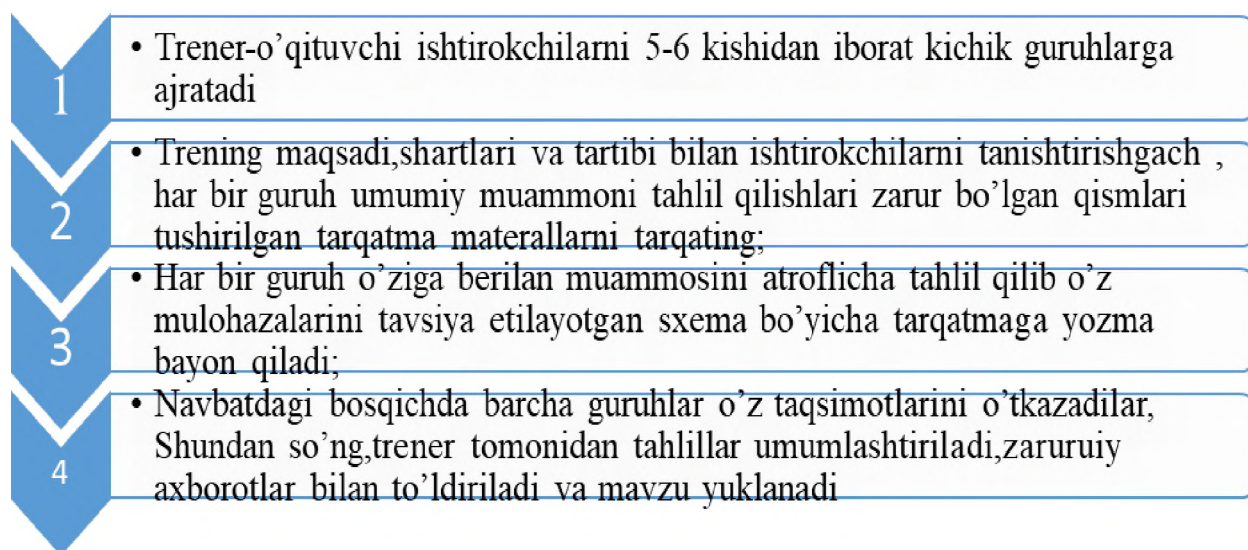 1
• Trener-o’qituvchi ishtirokchilarni 5-6 kishidan iborat kichik guruhlarga
ajratadi
2
• Trening maqsadi,shartlari va tartibi bilan ishtirokchilarni tanishtirishgach ,
har bir guruh umumiy muammoni tahlil qilishlari zarur bo’lgan qismlari
tushirilgan tarqatma materallarni tarqating;
3
• Har bir guruh o’ziga berilan muammosini atroflicha tahlil qilib o’z
mulohazalarini tavsiya etilayotgan sxema bo’yicha tarqatmaga yozma
bayon qiladi;
4
• Navbatdagi bosqichda barcha guruhlar o’z taqsimotlarini o’tkazadilar,
Shundan so’ng,trener tomonidan tahlillar umumlashtiriladi,zaruruiy
axborotlar bilan to’ldiriladi va mavzu yuklanadi